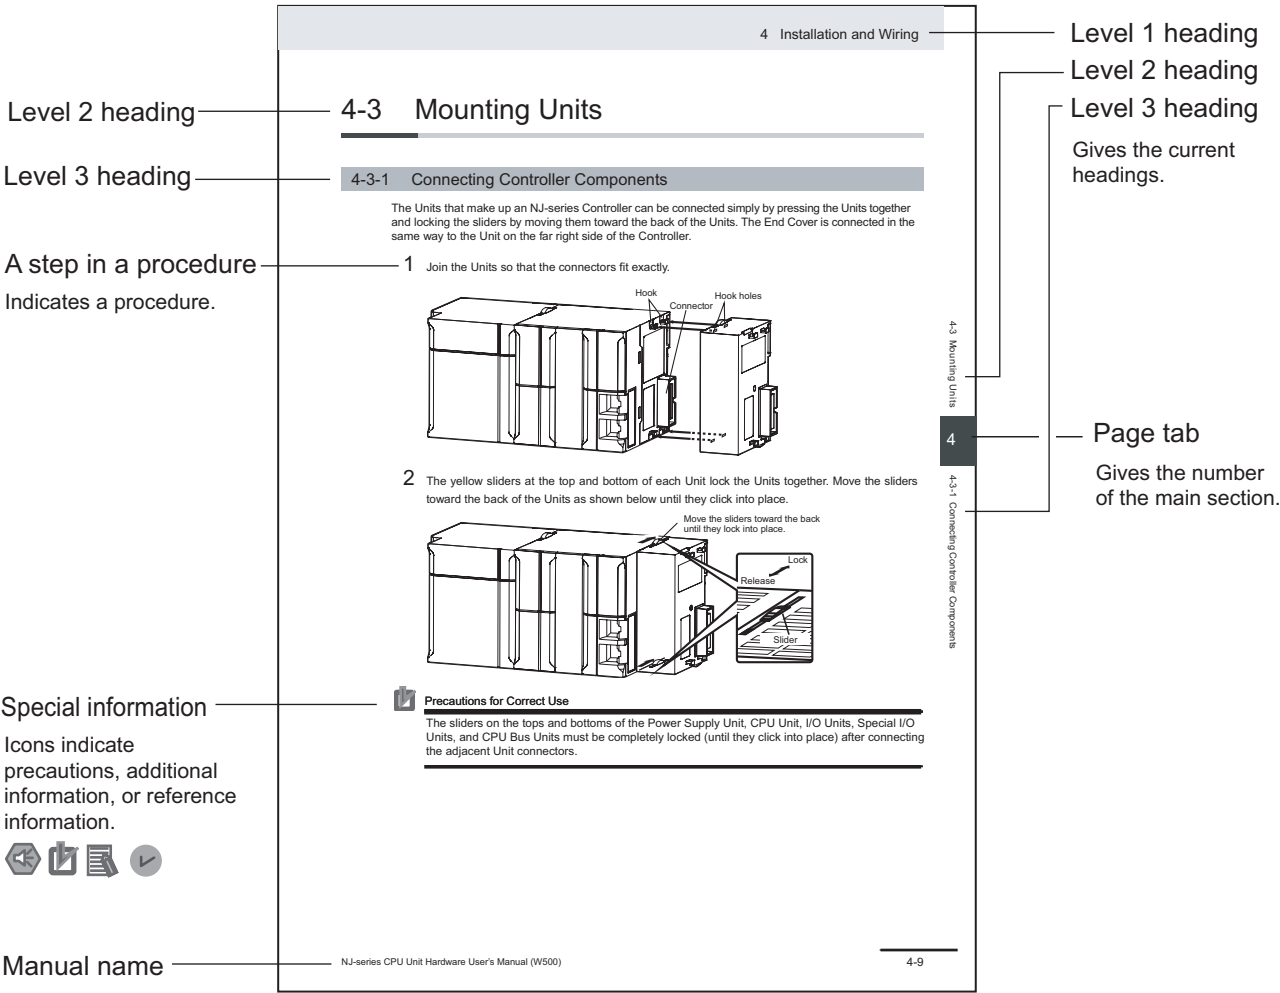 4 Installation and Wiring
Level 1 heading
Level 2 heading
Level 3 heading
Gives the current
headings.
Level 2 heading
4-3 Mounting Units
Level 3 heading
4-3-1 Connecting Controller Components
The Units that make up an NJ-series Controller can be connected simply by pressing the Units together
and locking the sliders by moving them toward the back of the Units. The End Cover is connected in the
same way to the Unit on the far right side of the Controller.
A step in a procedure
Indicates a procedure.
1 Join the Units so that the connectors fit exactly.
Hook
Connector
Hook holes
4-3 Mounting Units
4
Page tab
Gives the number
of the main section.
4-3-1 Connecting Controller Components
2 The yellow sliders at the top and bottom of each Unit lock the Units together. Move the sliders
toward the back of the Units as shown below until they click into place.
Move the sliders toward the back
until they lock into place.
Lock
Release
Slider
Special information
Icons indicate
precautions, additional
information, or reference
information.
Precautions for Correct Use
The sliders on the tops and bottoms of the Power Supply Unit, CPU Unit, I/O Units, Special I/O
Units, and CPU Bus Units must be completely locked (until they click into place) after connecting
the adjacent Unit connectors.
Manual name
NJ-series CPU Unit Hardware User's Manual (W500)
4-9